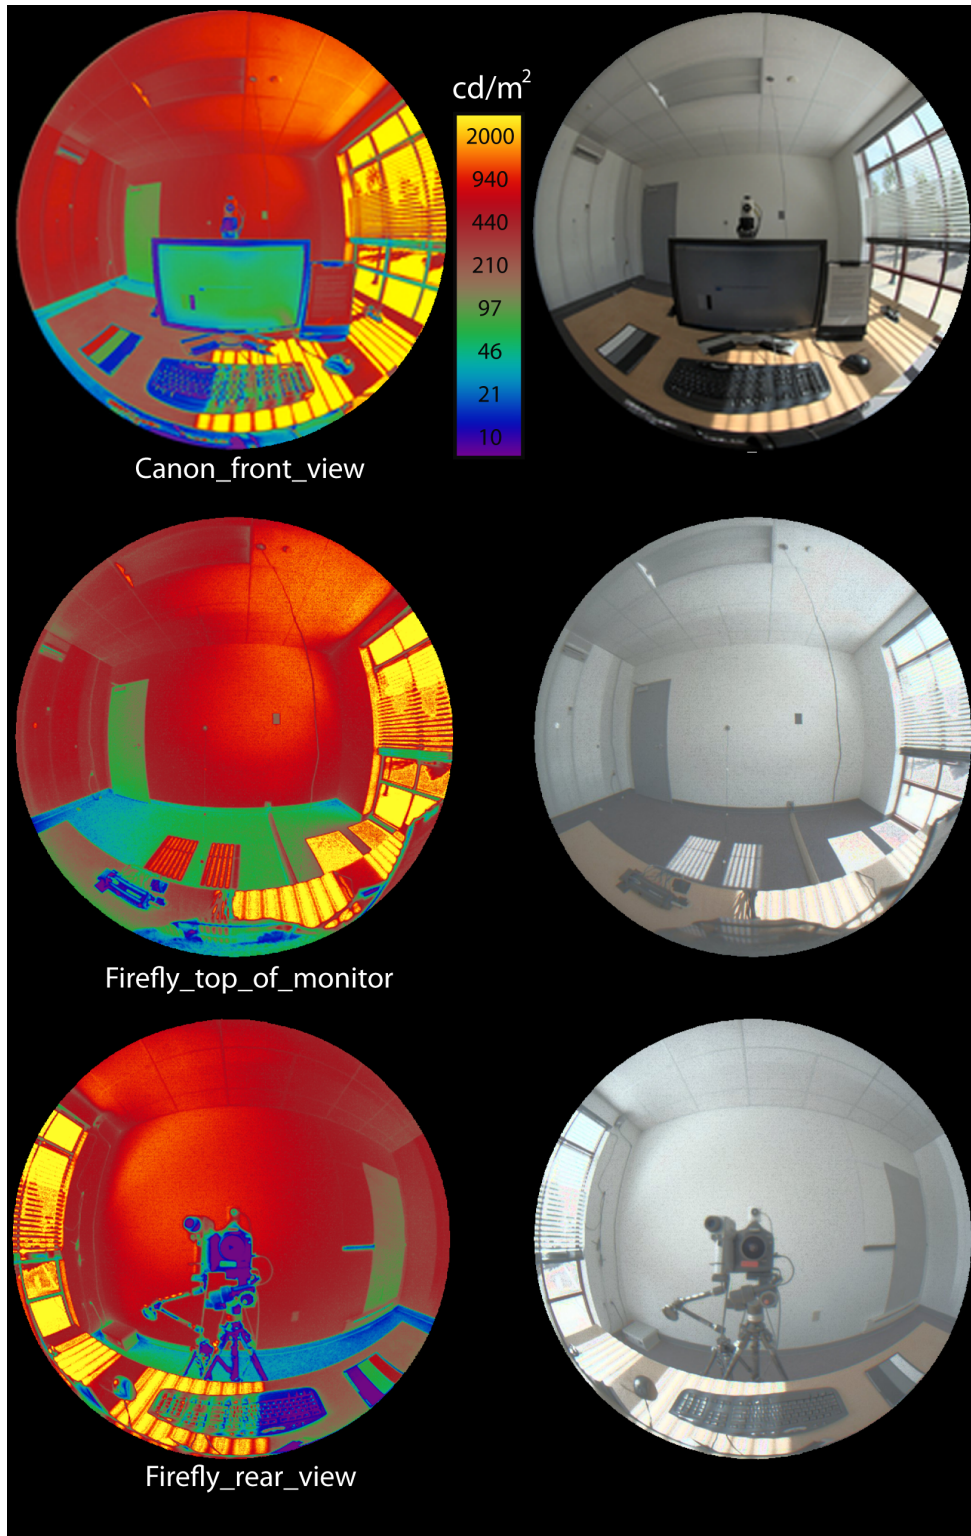 cd/m²
2000
940
440
210
97
46
21
10
Canon_front_view
Firefly_top_of_monitor
Firefly_rear_view